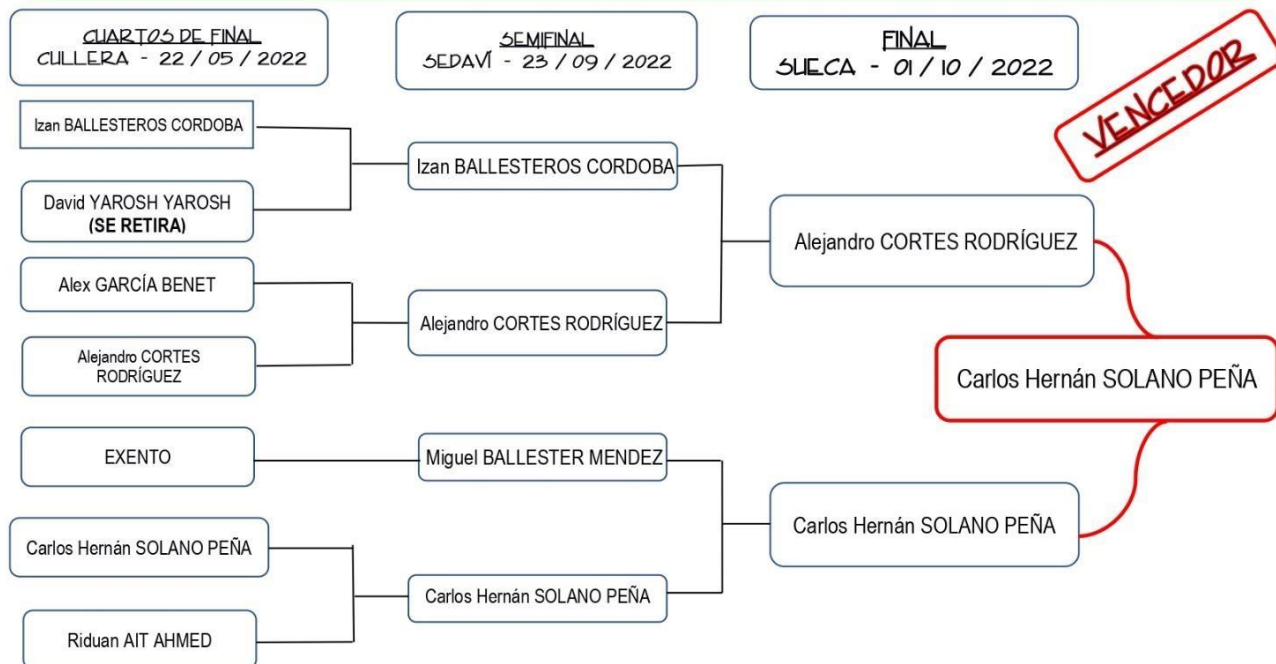 CUARTOS DE FINAL
CULLERA - 22 / 05 / 2022
SEMIFINAL
SEDAVÍ - 23 / 09 / 2022
FINAL
SUECA - 01 / 10 / 2022
VENCEDOR
Izan BALLESTEROS CORDOBA
David YAROSH YAROSH
(SE RETIRA)
Alex GARCÍA BENET
Alejandro CORTES
RODRÍGUEZ
EXENTO
Carlos Hernán SOLANO PEÑA
Riduan AIT AHMED
Izan BALLESTEROS CORDOBA
Alejandro CORTES RODRÍGUEZ
Miguel BALLESTER MENDEZ
Carlos Hernán SOLANO PEÑA
Alejandro CORTES RODRÍGUEZ
Carlos Hernán SOLANO PEÑA
Carlos Hernán SOLANO PEÑA